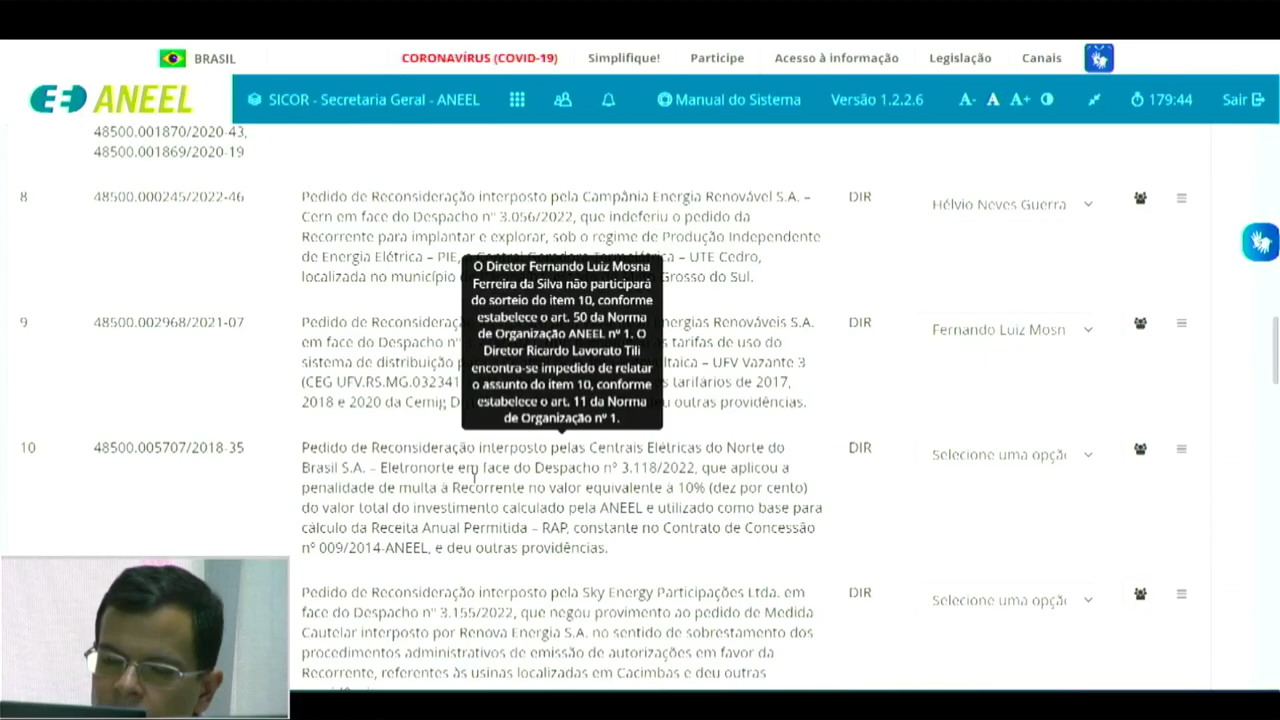 BRASIL
CORONAVÍRUS (COVID-19)
Simplifique!
Participe
Acesso à informação
Legislação
Canais
ANEEL
SICOR - Secretaria Geral - ANEEL
Manual do Sistema
Versão 1.2.2.6
A-
A
A+
179:44
Sair
48500.001870/2020-43,
48500.001869/2020-19
8
48500.000245/2022-46
Pedido de Reconsideração interposto pela Campânia Energia Renovável S.A. –
Cern em face do Despacho nº 3.056/2022, que indeferiu o pedido da
Recorrente para implantar e explorar, sob o regime de Produção Independente
de Energia Elétrica – PIE, – UTE Cedro,
localizada no município Grosso do Sul.
DIR
Hélvio Neves Guerra
O Diretor Fernando Luiz Mosna
Ferreira da Silva não participará
do sorteio do item 10, conforme
estabelece o art. 50 da Norma
de Organização ANEEL nº 1. O
Diretor Ricardo Lavorato Tili
encontra-se impedido de relatar
o assunto do item 10, conforme
estabelece o art. 11 da Norma
de Organização nº 1.
9
48500.002968/2021-07
Pedido de Reconsideração Energias Renováveis S.A.
em face do Despacho nº tarifas de uso do
sistema de distribuição – UFV Vazante 3
(CEG UFV.RS.MG.032341 tarifários de 2017,
2018 e 2020 da Cemig outras providências.
DIR
Fernando Luiz Mosn
10
48500.005707/2018-35
Pedido de Reconsideração interposto pelas Centrais Elétricas do Norte do
Brasil S.A. – Eletronorte em face do Despacho nº 3.118/2022, que aplicou a
penalidade de multa à Recorrente no valor equivalente à 10% (dez por cento)
do valor total do investimento calculado pela ANEEL e utilizado como base para
cálculo da Receita Anual Permitida – RAP, constante no Contrato de Concessão
nº 009/2014-ANEEL, e deu outras providências.
DIR
Selecione uma opçã
Pedido de Reconsideração interposto pela Sky Energy Participações Ltda. em
face do Despacho nº 3.155/2022, que negou provimento ao pedido de Medida
Cautelar interposto por Renova Energia S.A. no sentido de sobrestamento dos
procedimentos administrativos de emissão de autorizações em favor da
Recorrente, referentes às usinas localizadas em Cacimbas e deu outras
DIR
Selecione uma opçã